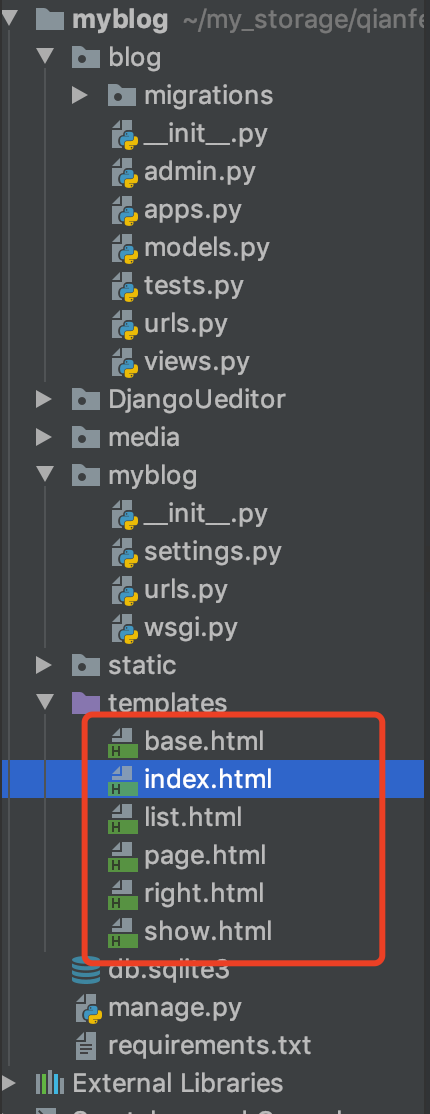 myblog ~/my_storage/qianfe
blog
migrations
__init__.py
admin.py
apps.py
models.py
tests.py
urls.py
views.py
DjangoUeditor
media
myblog
__init__.py
settings.py
urls.py
wsgi.py
static
templates
base.html
index.html
list.html
page.html
right.html
show.html
db.sqlite3
manage.py
requirements.txt
External Libraries